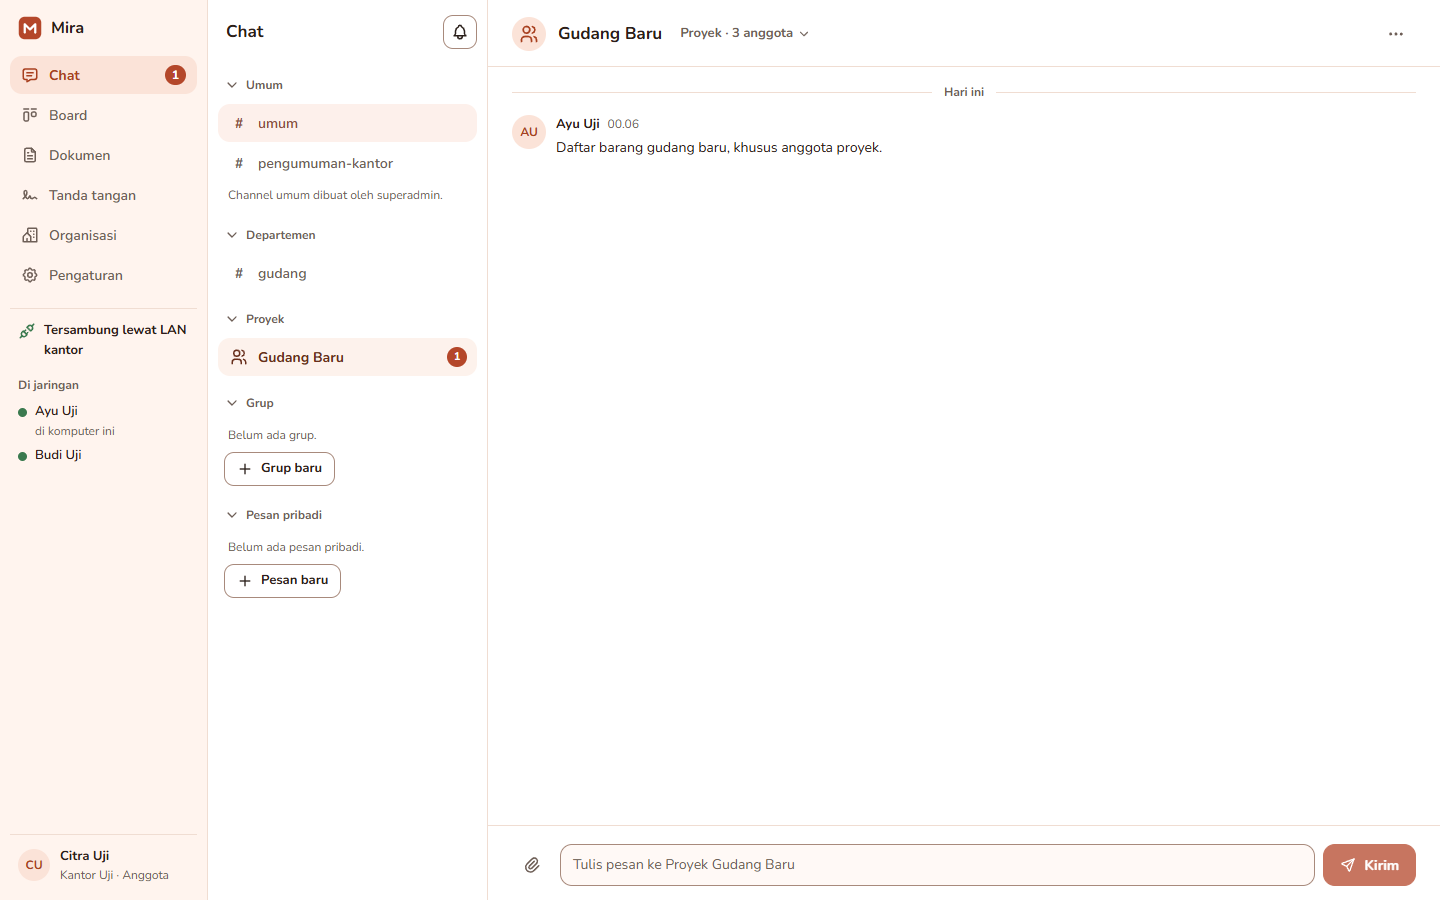 Mira
Chat 1
Board
Dokumen
Tanda tangan
Organisasi
Pengaturan
Tersambung lewat LAN
kantor
Di jaringan
Ayu Uji
di komputer ini
Budi Uji
CU
Citra Uji
Kantor Uji · Anggota
Chat
Umum
# umum
# pengumuman-kantor
Channel umum dibuat oleh superadmin.
Departemen
# gudang
Proyek
Gudang Baru 1
Grup
Belum ada grup.
Grup baru
Pesan pribadi
Belum ada pesan pribadi.
Pesan baru
Gudang Baru Proyek · 3 anggota
Hari ini
AU
Ayu Uji 00.06
Daftar barang gudang baru, khusus anggota proyek.
Tulis pesan ke Proyek Gudang Baru
Kirim